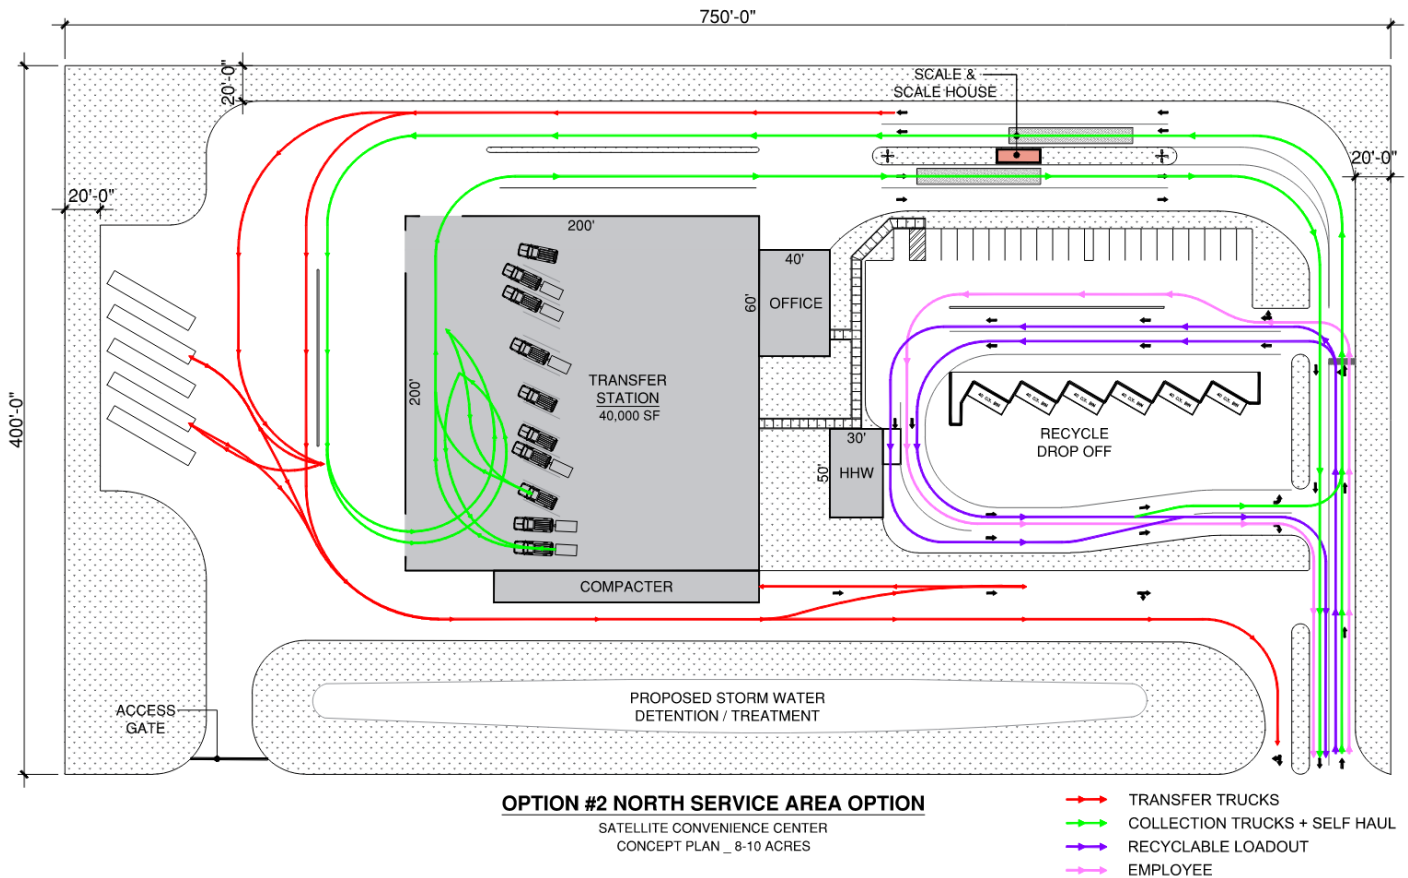 750'-0"
20'-0"
SCALE &
SCALE HOUSE
20'-0"
20'-0"
400'-0"
200'
200'
TRANSFER
STATION
40,000 SF
40'
60'
OFFICE
30'
50'
HHW
RECYCLE
DROP OFF
COMPACTER
PROPOSED STORM WATER
DETENTION / TREATMENT
ACCESS
GATE
OPTION #2 NORTH SERVICE AREA OPTION
SATELLITE CONVENIENCE CENTER
CONCEPT PLAN _ 8-10 ACRES
TRANSFER TRUCKS
COLLECTION TRUCKS + SELF HAUL
RECYCLABLE LOADOUT
EMPLOYEE